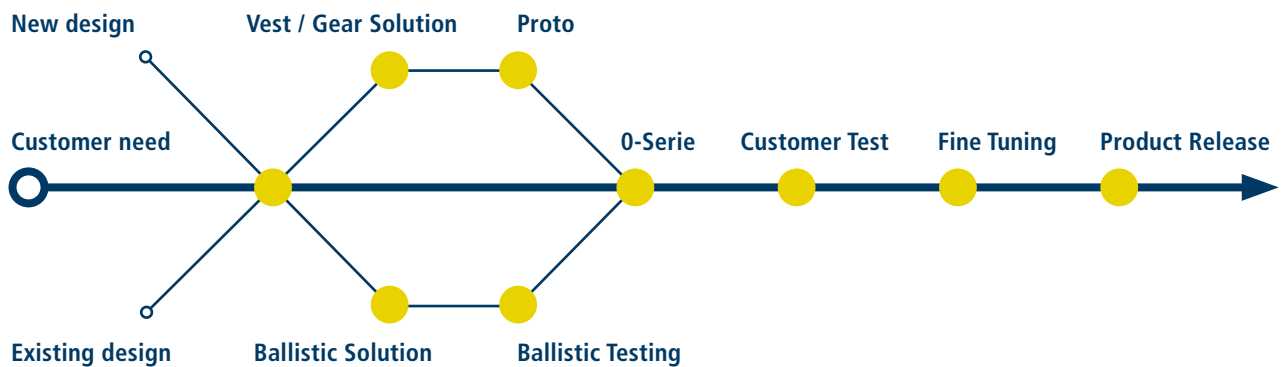 New design
Vest / Gear Solution
Proto
Customer need
0-Serie
Customer Test
Fine Tuning
Product Release
Existing design
Ballistic Solution
Ballistic Testing